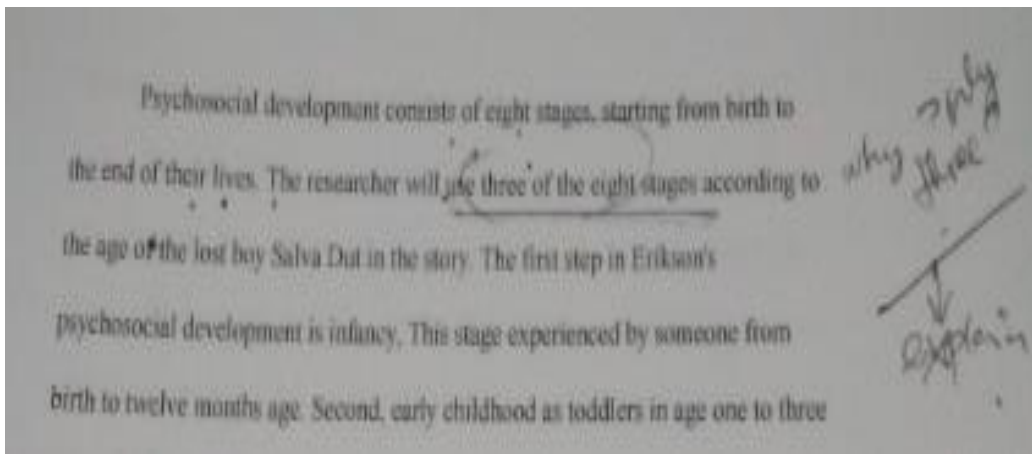 Psychosocial development consists of eight stages, starting from birth to
the end of their lives. The researcher will use three of the eight stages according to
the age of the lost boy Salva Dut in the story. The first step in Erikson's
psychosocial development is infancy. This stage experienced by someone from
birth to twelve months age. Second, early childhood as toddlers in age one to three
why only
three
explain